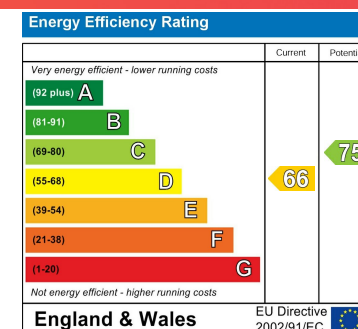 Energy Efficiency Rating
Current Potenti
Very energy efficient - lower running costs
(92 plus) A
(81-91) B
(69-80) C
75
(55-68) D
66
(39-54) E
(21-38) F
(1-20) G
Not energy efficient - higher running costs
England & Wales
EU Directive
2002/91/EC